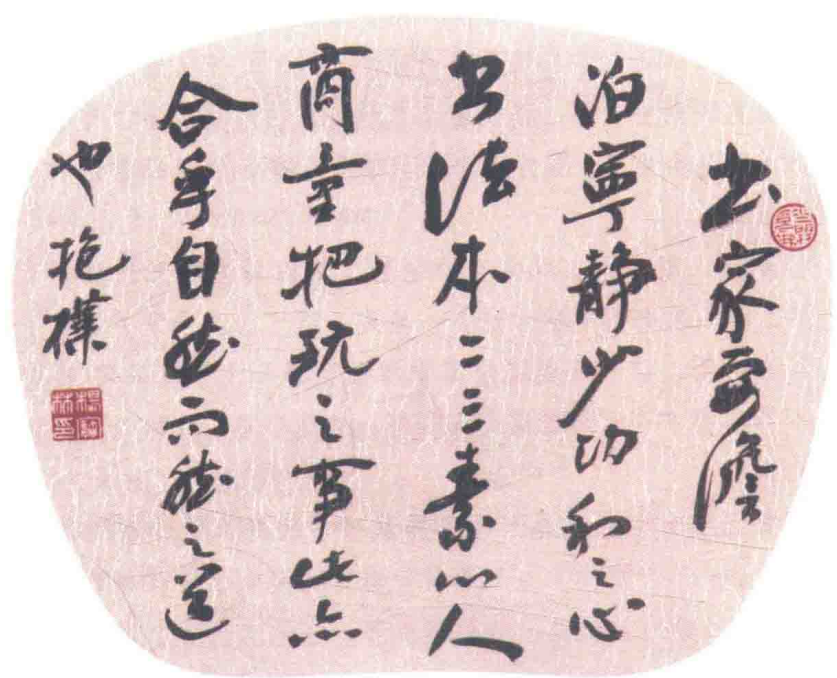 书家要澹
泊寧静少功利之心
书法本二三素心人
商量把玩之事此亦
合乎自然而然之道
也抱樸